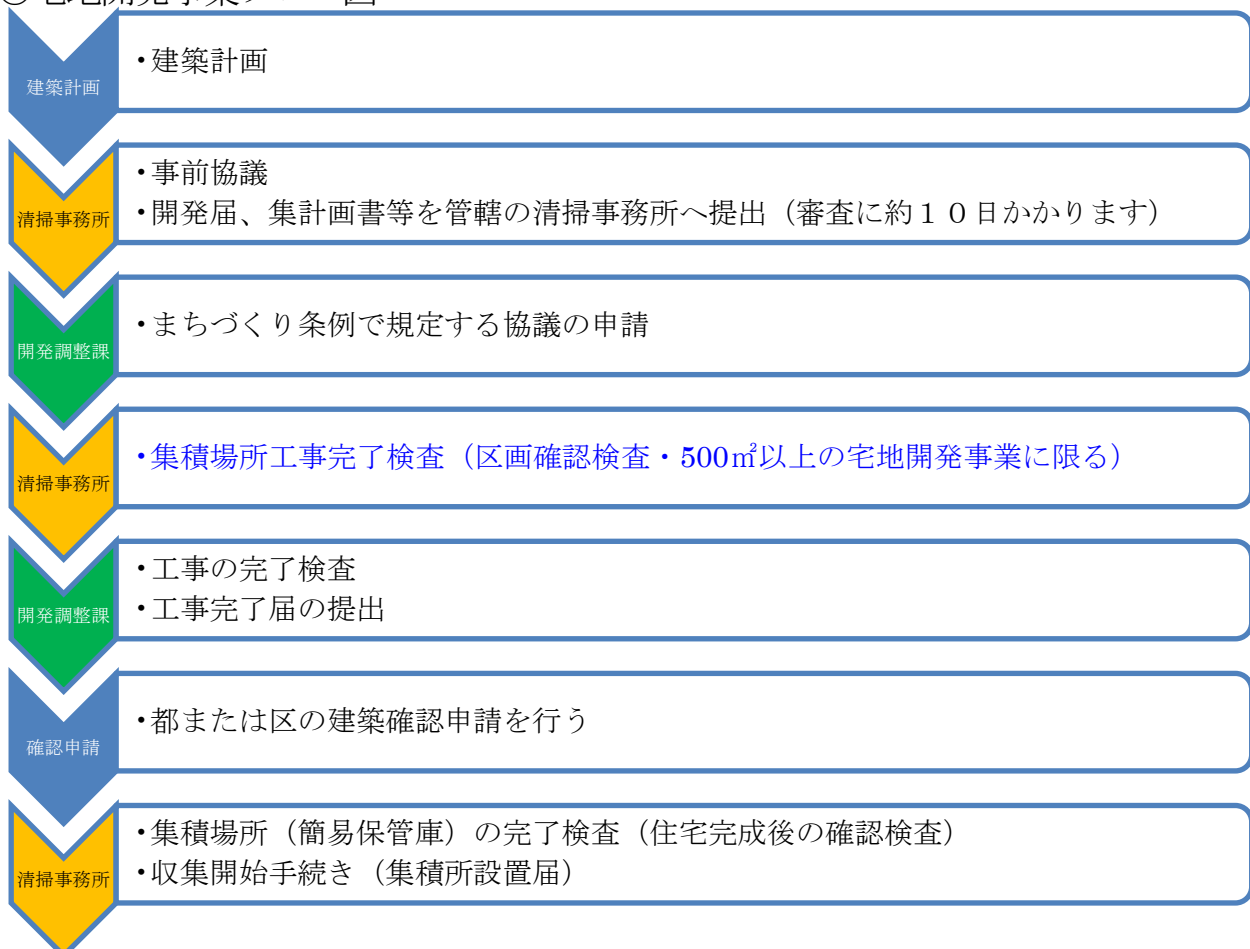 建築計画
・建築計画
清掃事務所
・事前協議
・開発届、集計画書等を管轄の清掃事務所へ提出（審査に約１０日かかります）
開発調整課
・まちづくり条例で規定する協議の申請
清掃事務所
・集積場所工事完了検査（区画確認検査・500㎡以上の宅地開発事業に限る）
開発調整課
・工事の完了検査
・工事完了届の提出
確認申請
・都または区の建築確認申請を行う
清掃事務所
・集積場所（簡易保管庫）の完了検査（住宅完成後の確認検査）
・収集開始手続き（集積所設置届）